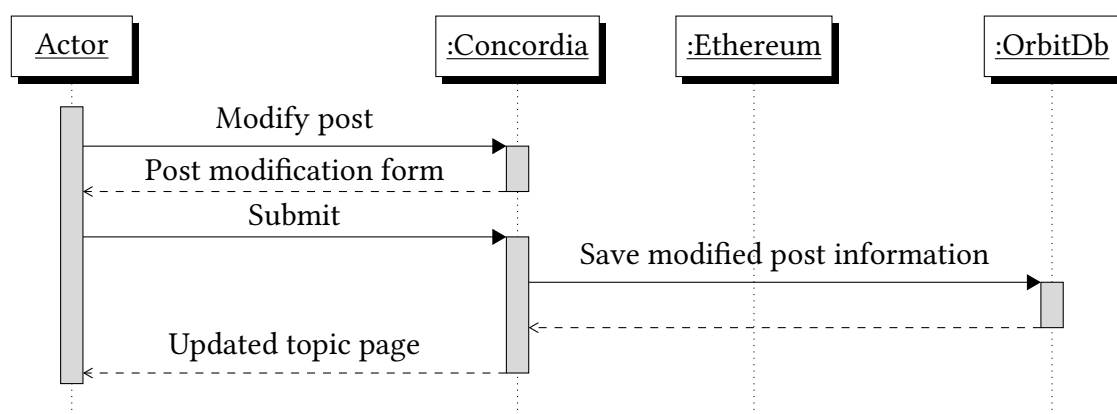 Actor
:Concordia
:Ethereum
:OrbitDb
Modify post
Post modification form
Submit
Save modified post information
Updated topic page